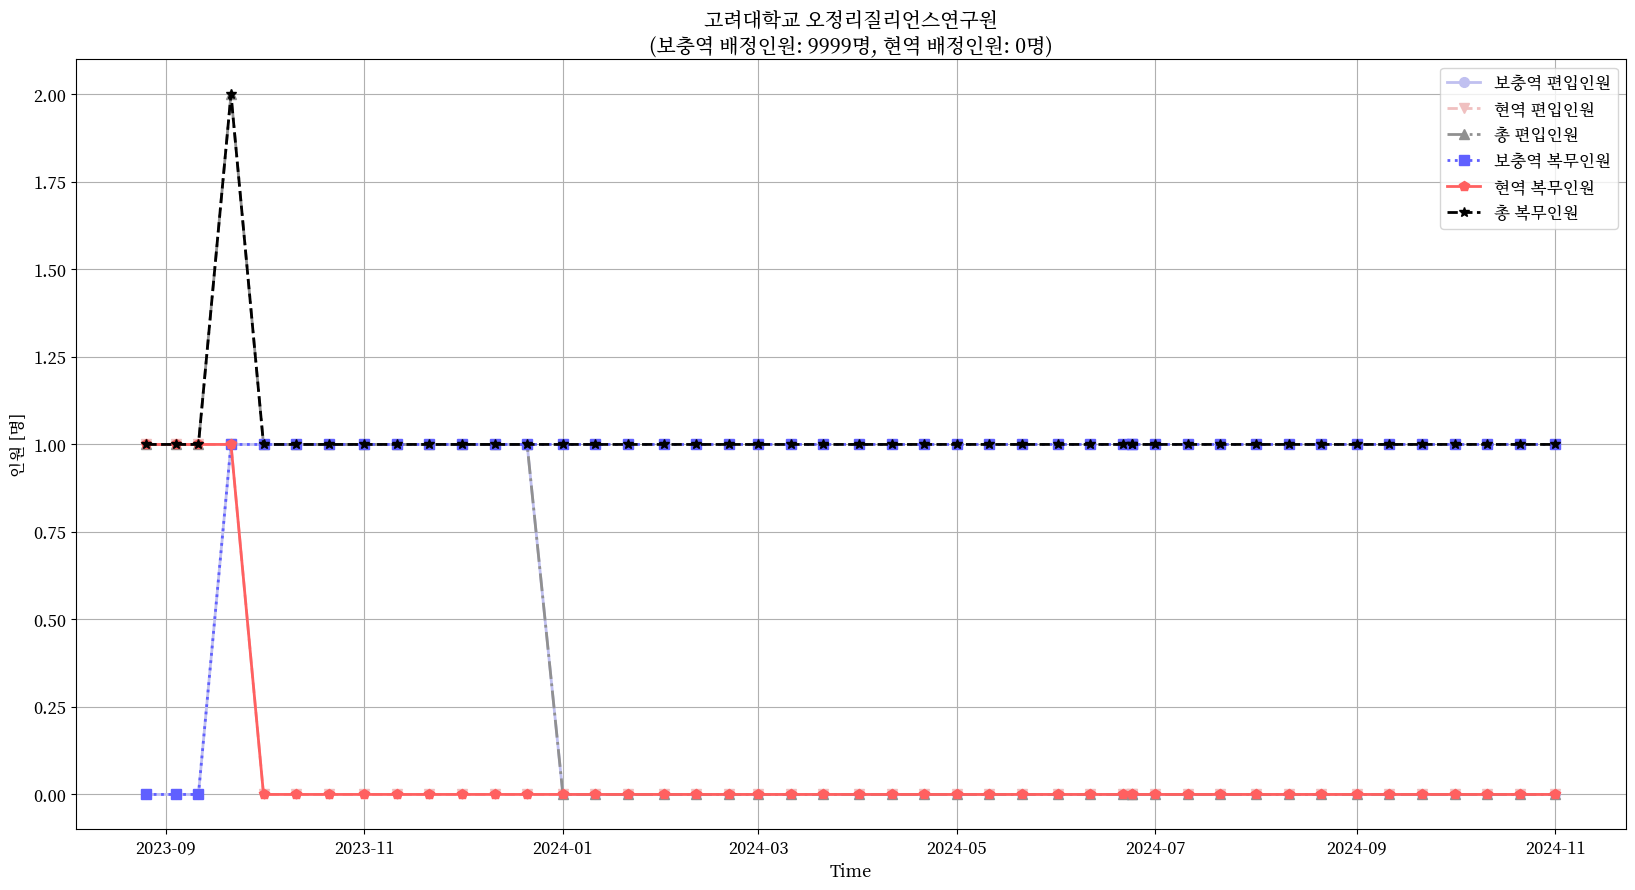 고려대학교 오정리질리언스연구원
(보충역 배정인원: 9999명, 현역 배정인원: 0명)
보충역 편입인원
현역 편입인원
총 편입인원
보충역 복무인원
현역 복무인원
총 복무인원
인원 [명]
2.00
1.75
1.50
1.25
1.00
0.75
0.50
0.25
0.00
2023-09
2023-11
2024-01
2024-03
2024-05
2024-07
2024-09
2024-11
Time